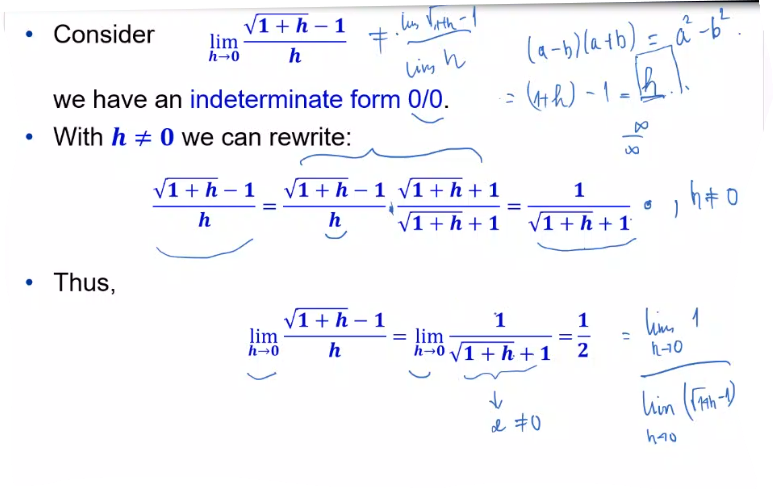 • Consider lim_{h→0} (√(1+h) − 1)/h ≠ (lim √(1+h) − 1)/(lim h)
(a−b)(a+b) = a² − b².
we have an indeterminate form 0/0.
= (1+h) − 1 = h.
• With h ≠ 0 we can rewrite:
∞/∞
(√(1+h) − 1)/h = (√(1+h) − 1)/h · (√(1+h) + 1)/(√(1+h) + 1) = 1/(√(1+h) + 1) , h ≠ 0
• Thus,
lim_{h→0} (√(1+h) − 1)/h = lim_{h→0} 1/(√(1+h) + 1) = 1/2 = (lim_{h→0} 1)/(lim_{h→0} (√(1+h) −1))
↓
≠ 0